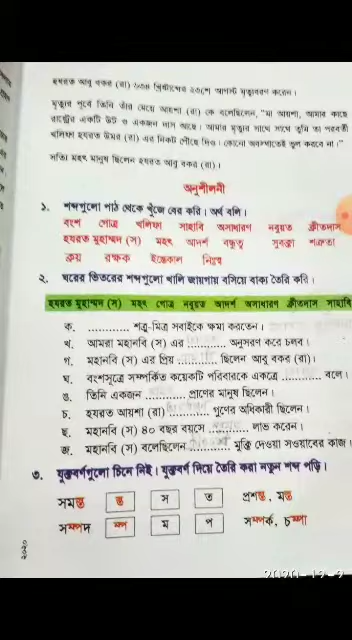 হযরত আবু বকর (রা) ৬৩৪ খ্রিষ্টাব্দের ২৩শে আগস্ট মৃত্যুবরণ করেন।
মৃত্যুর পূর্বে তিনি তাঁর মেয়ে আয়শা (রা) কে বলেছিলেন, "মা আয়শা, আমার কাছে
রাষ্ট্রের একটি উট ও একজন দাস আছে। আমার মৃত্যুর সাথে সাথে তুমি তা পরবর্তী
খলিফা হযরত উমর (রা) এর নিকট পৌঁছে দিও। কোনো অবস্থাতেই ভুল করবে না।"
সত্যি মহৎ মানুষ ছিলেন হযরত আবু বকর (রা)।
অনুশীলনী
১. শব্দগুলো পাঠ থেকে খুঁজে বের করি। অর্থ বলি।
বংশ গোত্র খলিফা সাহাবি অসাধারণ নবুয়ত ক্রীতদাস
হযরত মুহাম্মদ (স) মহৎ আদর্শ বন্ধুত্ব সুবক্তা শত্রুতা
ক্রয় রক্ষক ইন্তেকাল নিঃস্ব
২. ঘরের ভিতরের শব্দগুলো খালি জায়গায় বসিয়ে বাক্য তৈরি করি।
হযরত মুহাম্মদ (স) মহৎ গোত্র নবুয়ত আদর্শ অসাধারণ ক্রীতদাস সাহাবি
ক. ............ শত্রু-মিত্র সবাইকে ক্ষমা করতেন।
খ. আমরা মহানবি (স) এর ........... অনুসরণ করে চলব।
গ. মহানবি (স) এর প্রিয় ........... ছিলেন আবু বকর (রা)।
ঘ. বংশসূত্রে সম্পর্কিত কয়েকটি পরিবারকে একত্রে ........... বলে।
ঙ. তিনি একজন ........... প্রাণের মানুষ ছিলেন।
চ. হযরত আয়শা (রা) ........... গুণের অধিকারী ছিলেন।
ছ. মহানবি (স) ৪০ বছর বয়সে ........... লাভ করেন।
জ. মহানবি (স) বলেছিলেন ........... মুক্তি দেওয়া সওয়াবের কাজ।
৩. যুক্তবর্ণগুলো চিনে নিই। যুক্তবর্ণ দিয়ে তৈরি করা নতুন শব্দ পড়ি।
সমস্ত স্ত স ত প্রশস্ত, মস্ত
সম্পদ ম্প ম প সম্পর্ক, চম্পা
২০২০
2020-12-2